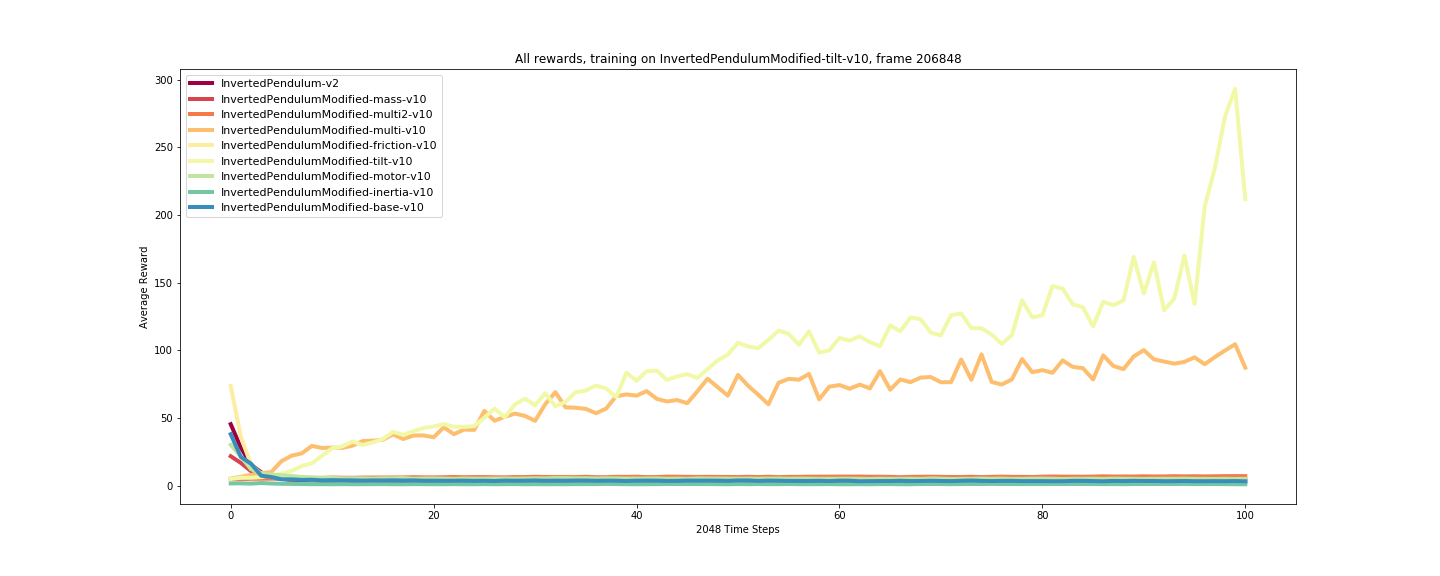 All rewards, training on InvertedPendulumModified-tilt-v10, frame 206848
300
250
200
150
100
50
0
Average Reward
InvertedPendulum-v2
InvertedPendulumModified-mass-v10
InvertedPendulumModified-multi2-v10
InvertedPendulumModified-multi-v10
InvertedPendulumModified-friction-v10
InvertedPendulumModified-tilt-v10
InvertedPendulumModified-motor-v10
InvertedPendulumModified-inertia-v10
InvertedPendulumModified-base-v10
0 20 40 60 80 100
2048 Time Steps